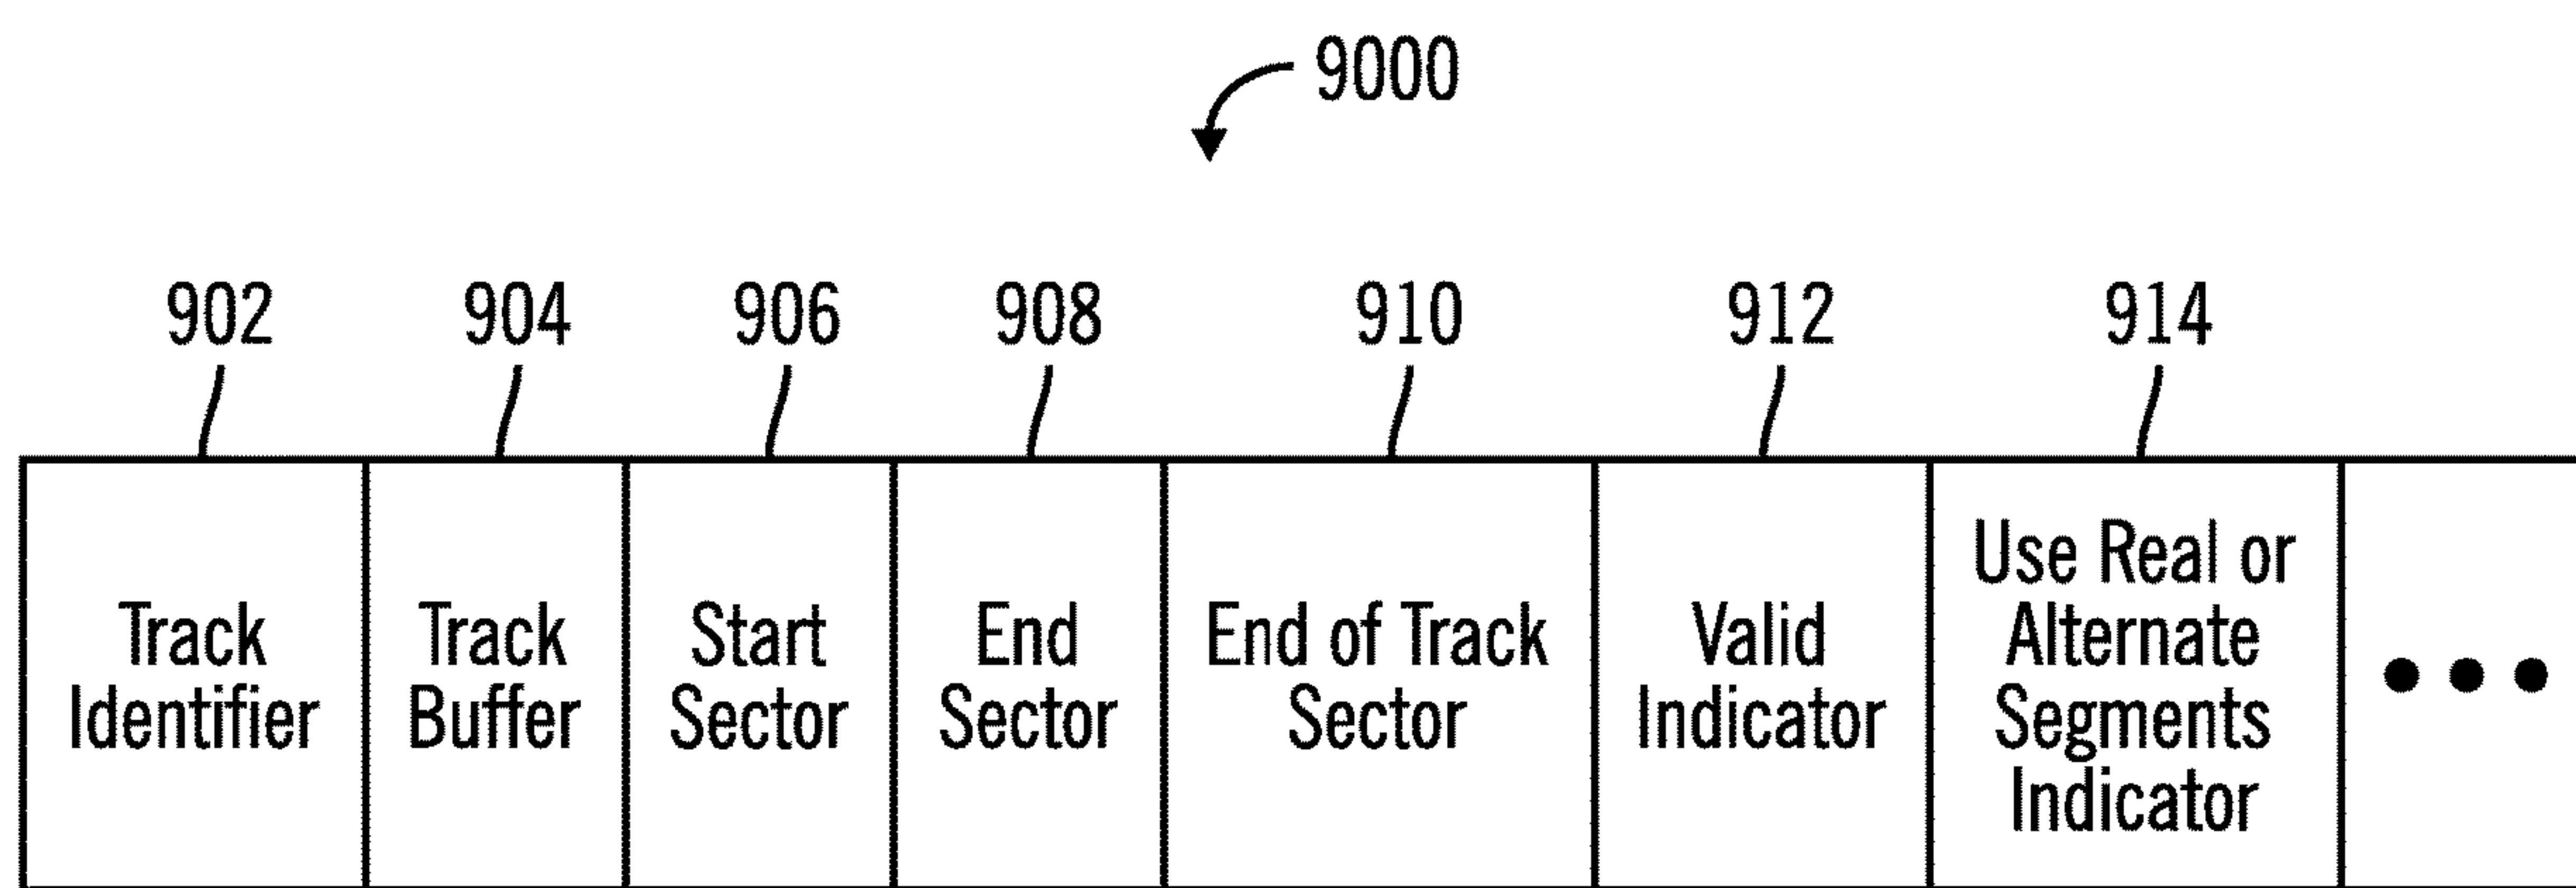 9000
902
904
906
908
910
912
914
Track
Identifier
Track
Buffer
Start
Sector
End
Sector
End of Track
Sector
Valid
Indicator
Use Real or
Alternate
Segments
Indicator